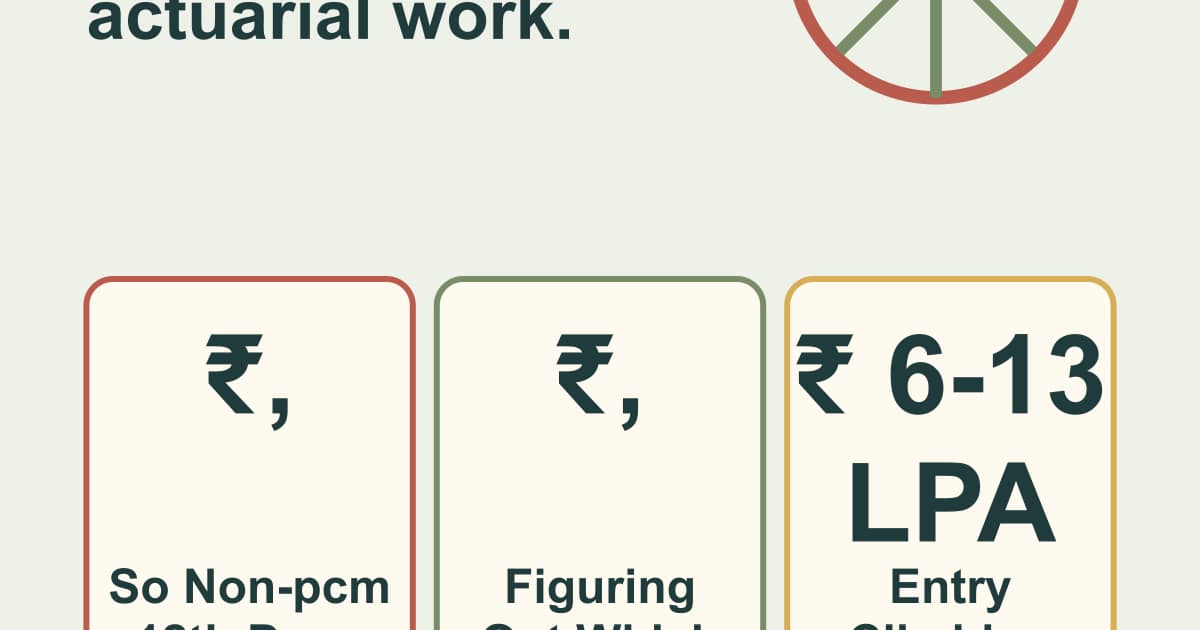 actuarial work.
₹,
₹,
₹ 6-13
LPA
So Non-pcm
Figuring
Entry